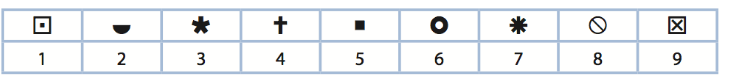 ⊡ ◒ ★ ✝ ■ ⭘ ✷ ⃠ ☒
1 2 3 4 5 6 7 8 9